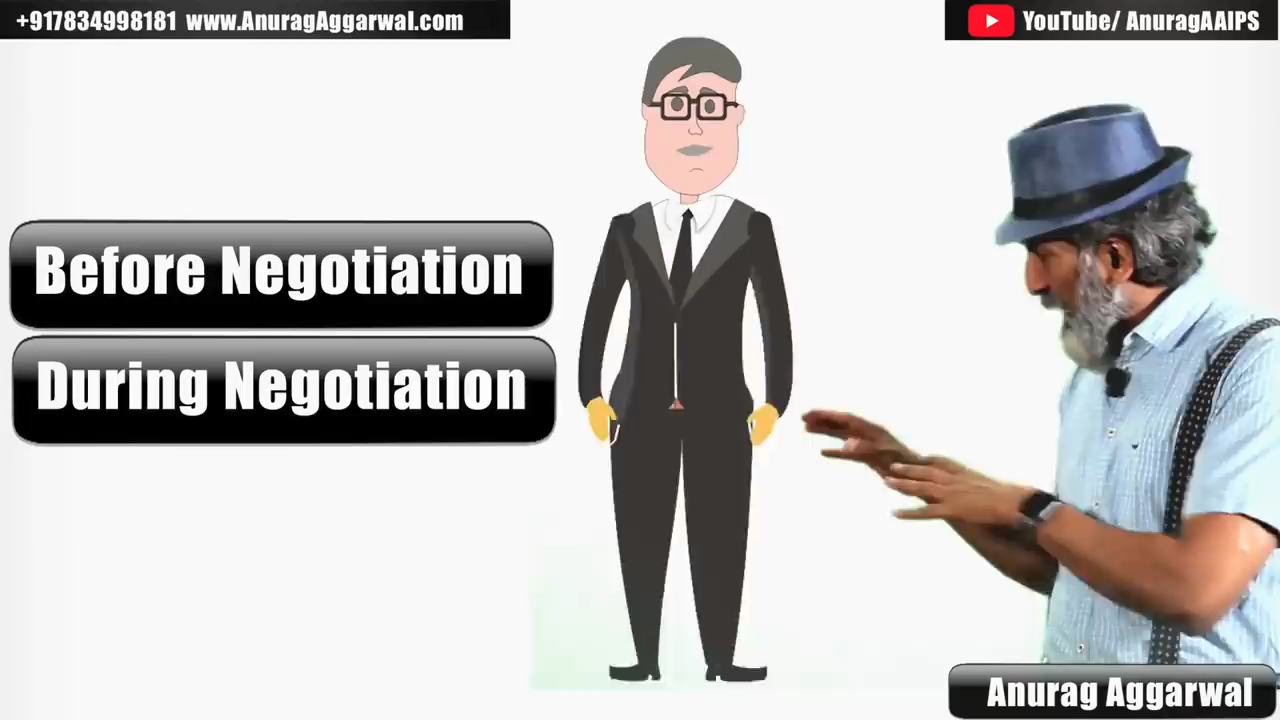 +917834998181 www.AnuragAggarwal.com
YouTube/ AnuragAAIPS
Before Negotiation
During Negotiation
Anurag Aggarwal